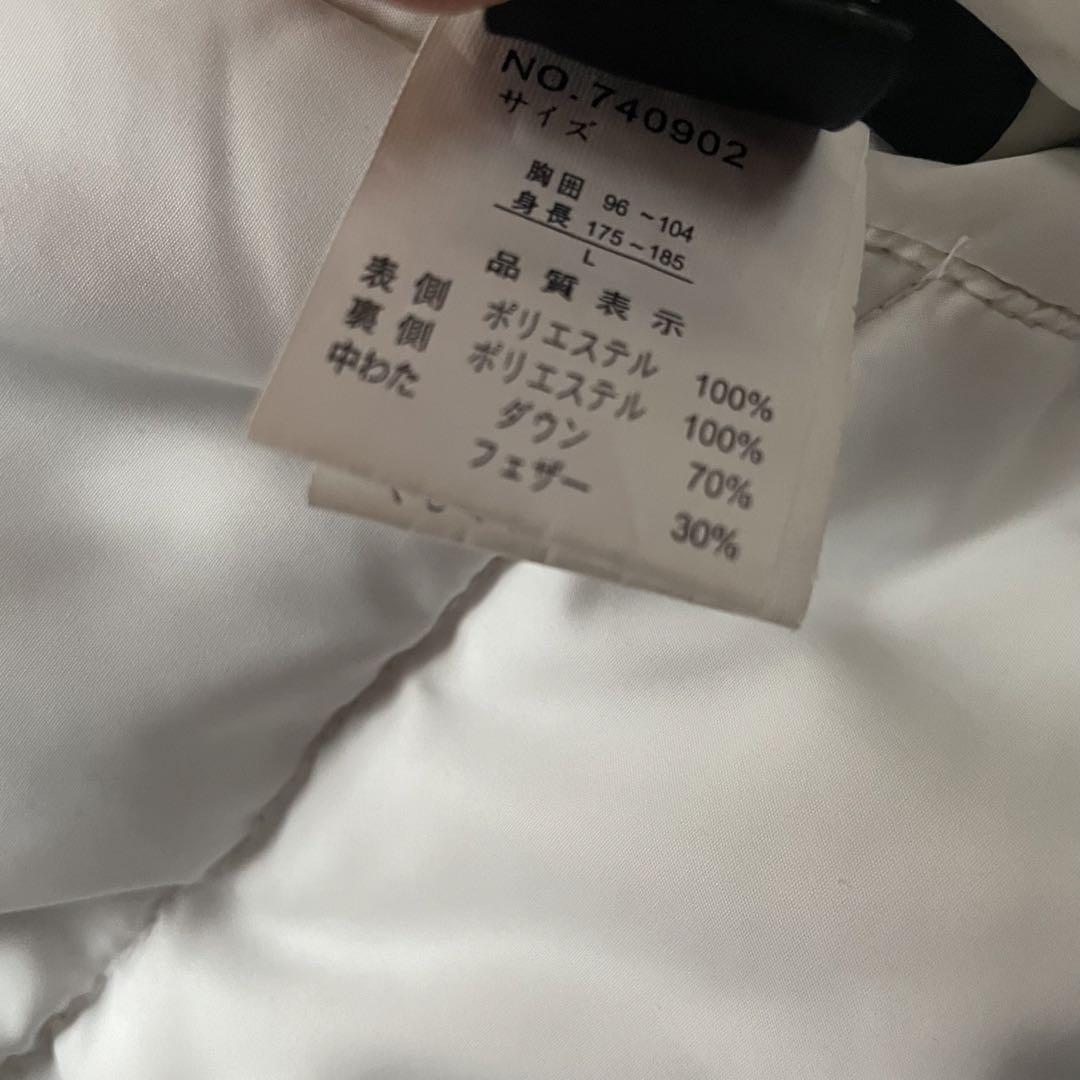 NO.740902
サイズ
胸囲 96~104
身長 175~185
L
品質表示
表側 ポリエステル 100%
裏側 ポリエステル 100%
中わた ダウン 70%
フェザー 30%